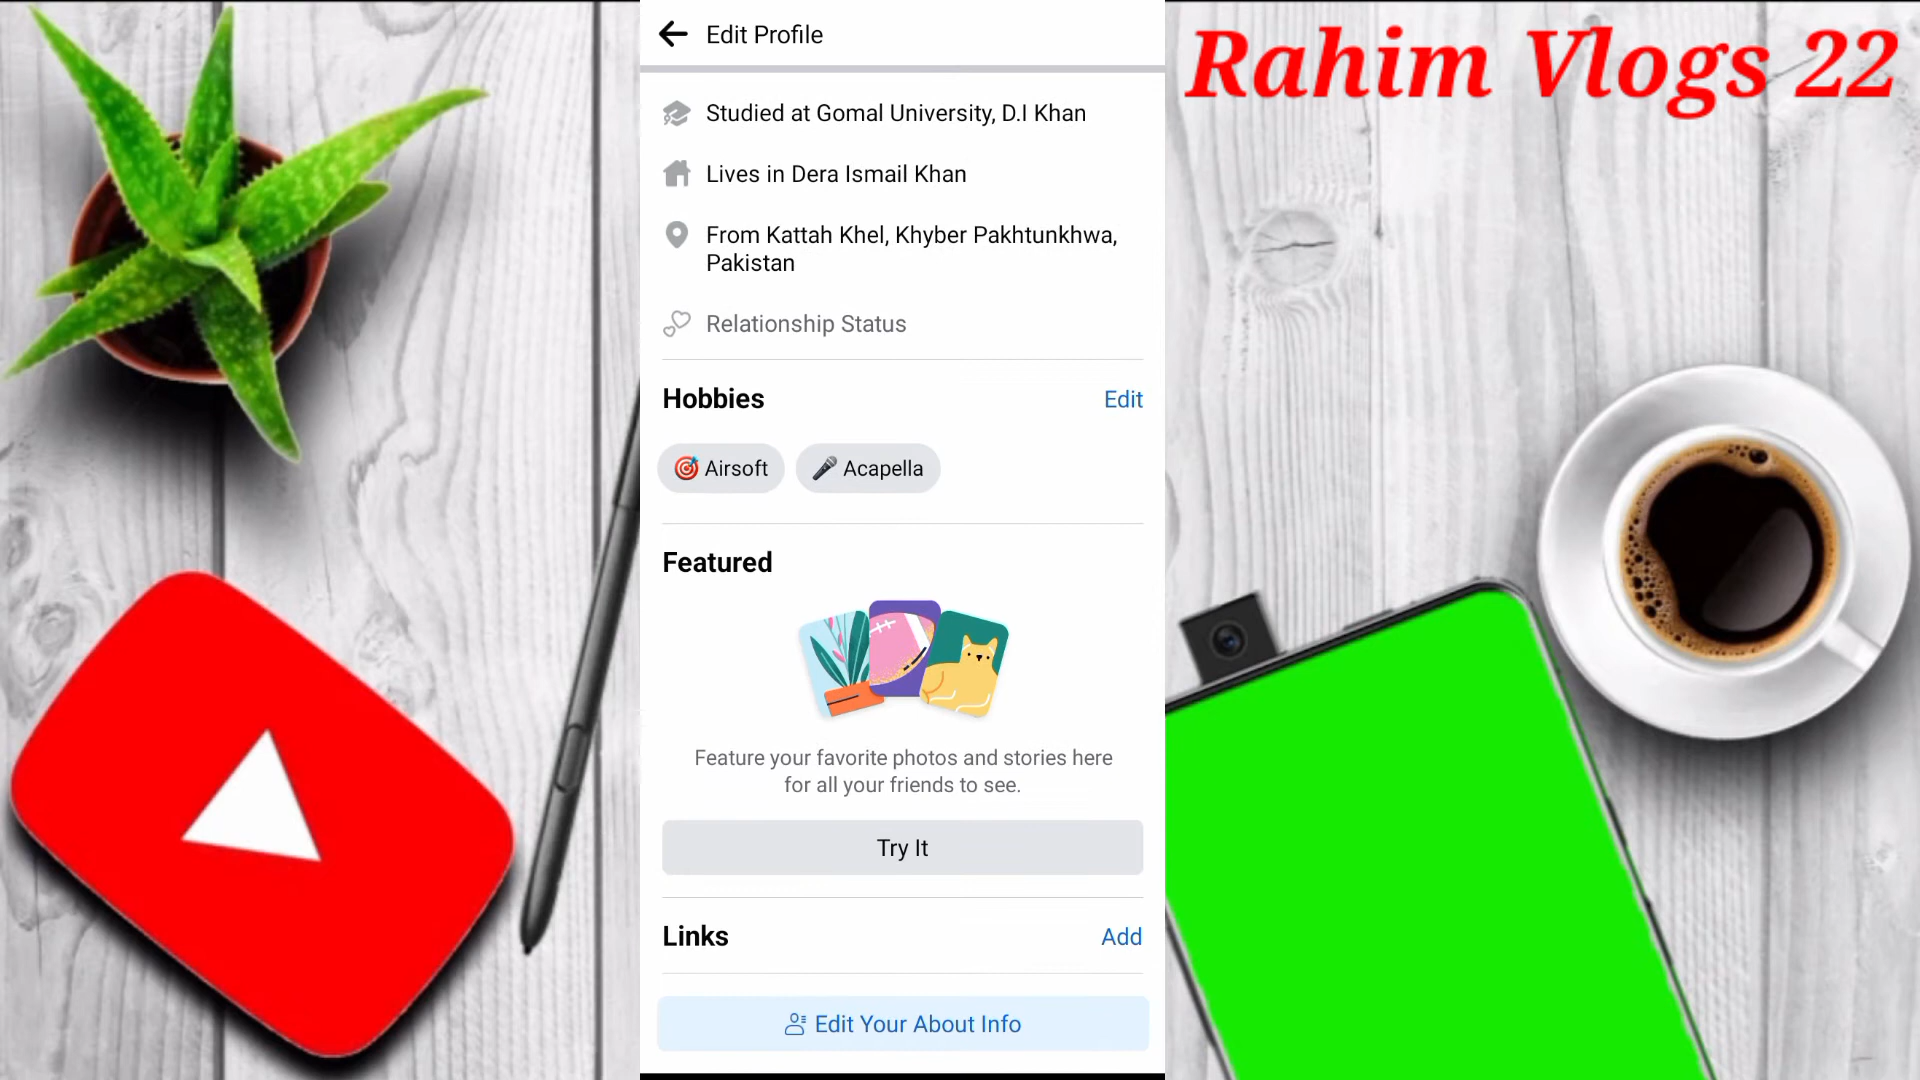 Edit Profile
Rahim Vlogs 22
Studied at Gomal University, D.I Khan
Lives in Dera Ismail Khan
From Kattah Khel, Khyber Pakhtunkhwa,
Pakistan
Relationship Status
Hobbies
Edit
Airsoft
Acapella
Featured
Feature your favorite photos and stories here
for all your friends to see.
Try It
Links
Add
Edit Your About Info